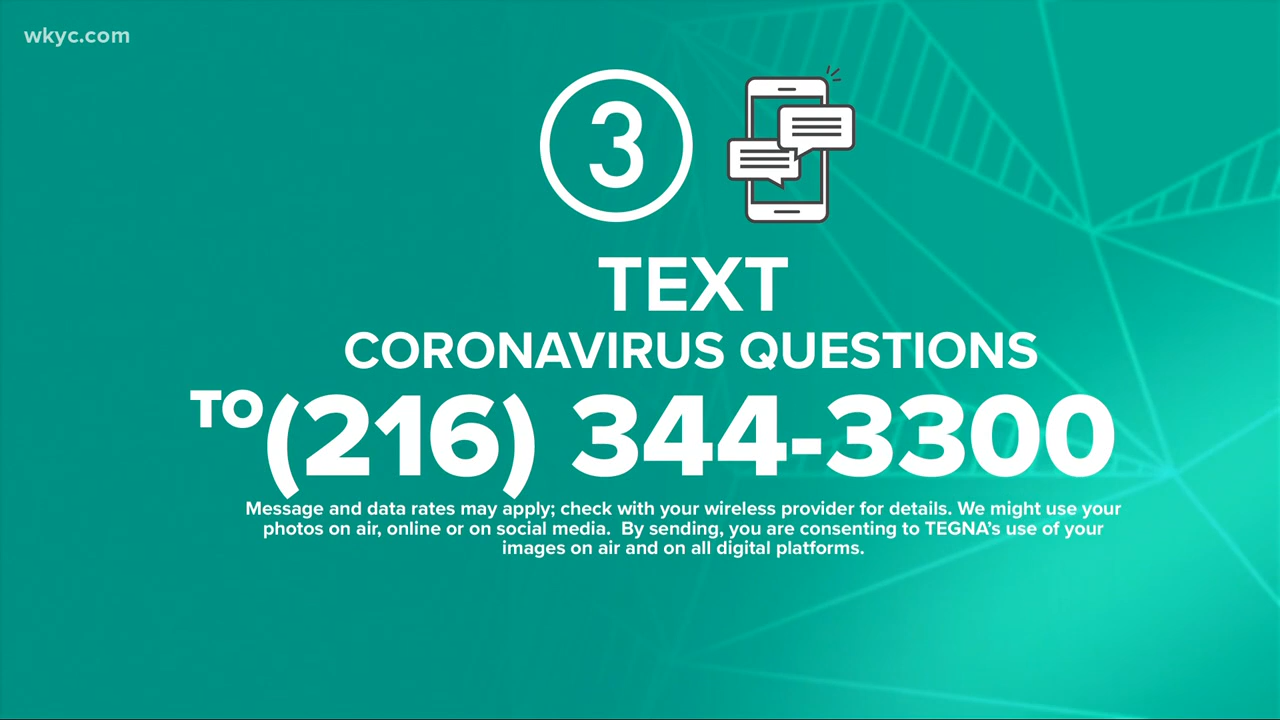 wkyc.com
3
TEXT
CORONAVIRUS QUESTIONS
TO(216) 344-3300
Message and data rates may apply; check with your wireless provider for details. We might use your
photos on air, online or on social media.  By sending, you are consenting to TEGNA’s use of your
images on air and on all digital platforms.